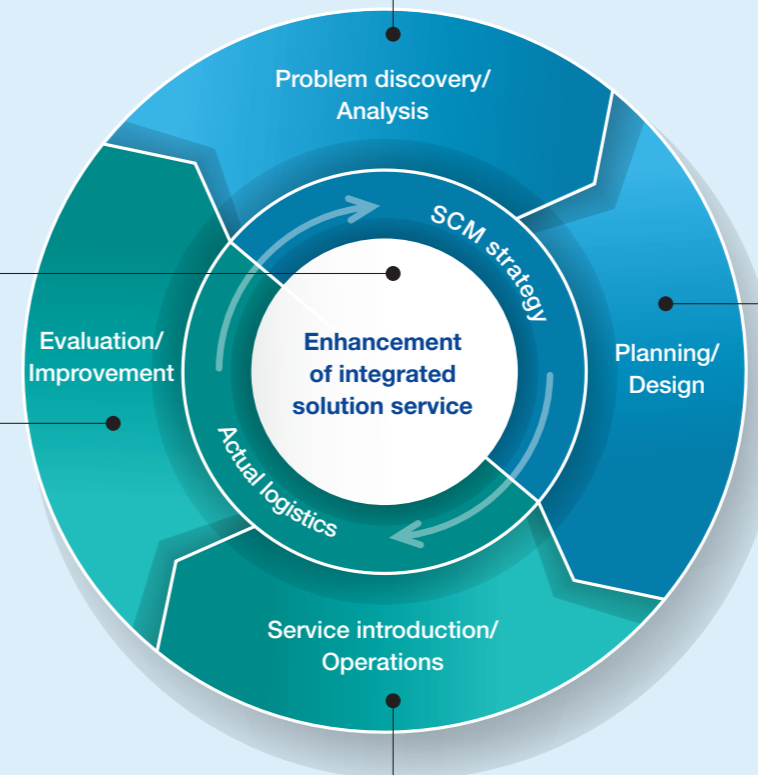 Problem discovery/
Analysis
SCM strategy
Enhancement
of integrated
solution service
Planning/
Design
Evaluation/
Improvement
Actual logistics
Service introduction/
Operations